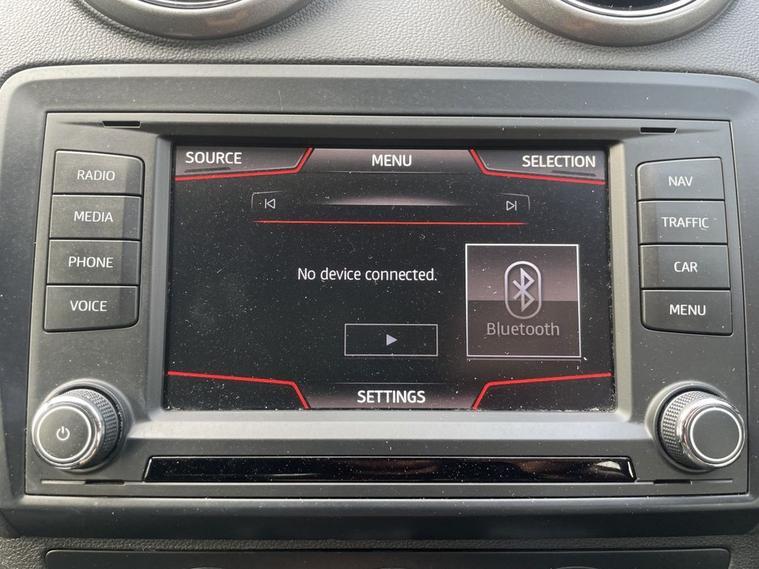 SOURCE
MENU
SELECTION
RADIO
MEDIA
PHONE
VOICE
No device connected.
Bluetooth
SETTINGS
NAV
TRAFFIC
CAR
MENU